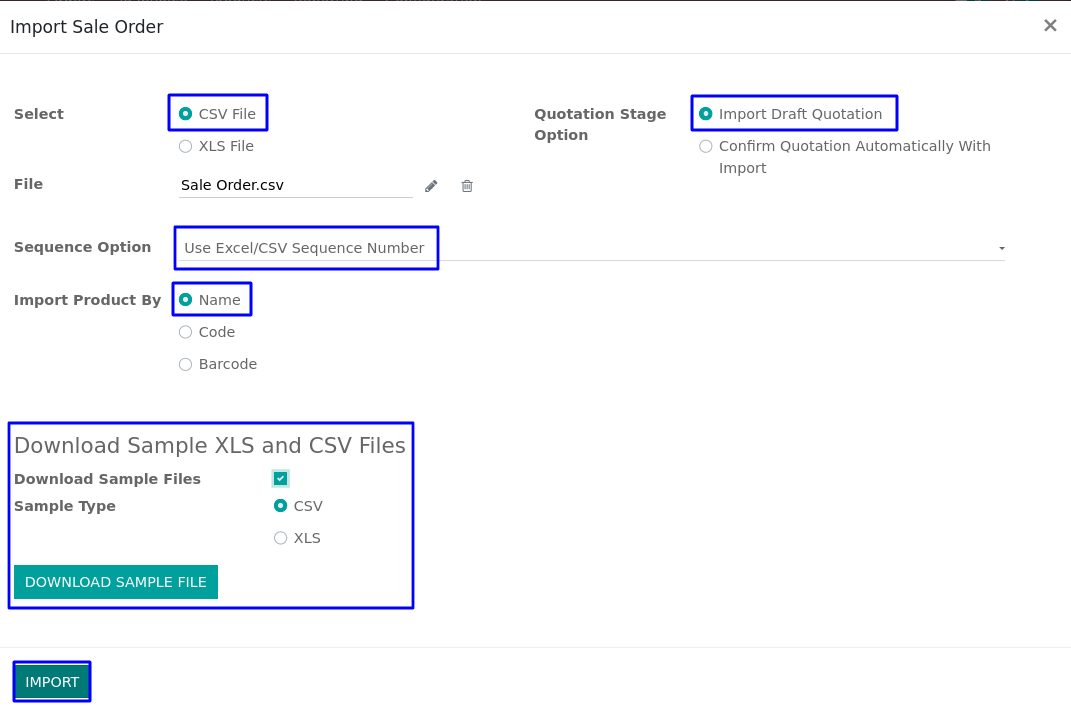 Import Sale Order
Select
CSV File
XLS File
Quotation Stage
Option
Import Draft Quotation
Confirm Quotation Automatically With
Import
File
Sale Order.csv
Sequence Option
Use Excel/CSV Sequence Number
Import Product By
Name
Code
Barcode
Download Sample XLS and CSV Files
Download Sample Files
Sample Type
CSV
XLS
DOWNLOAD SAMPLE FILE
IMPORT